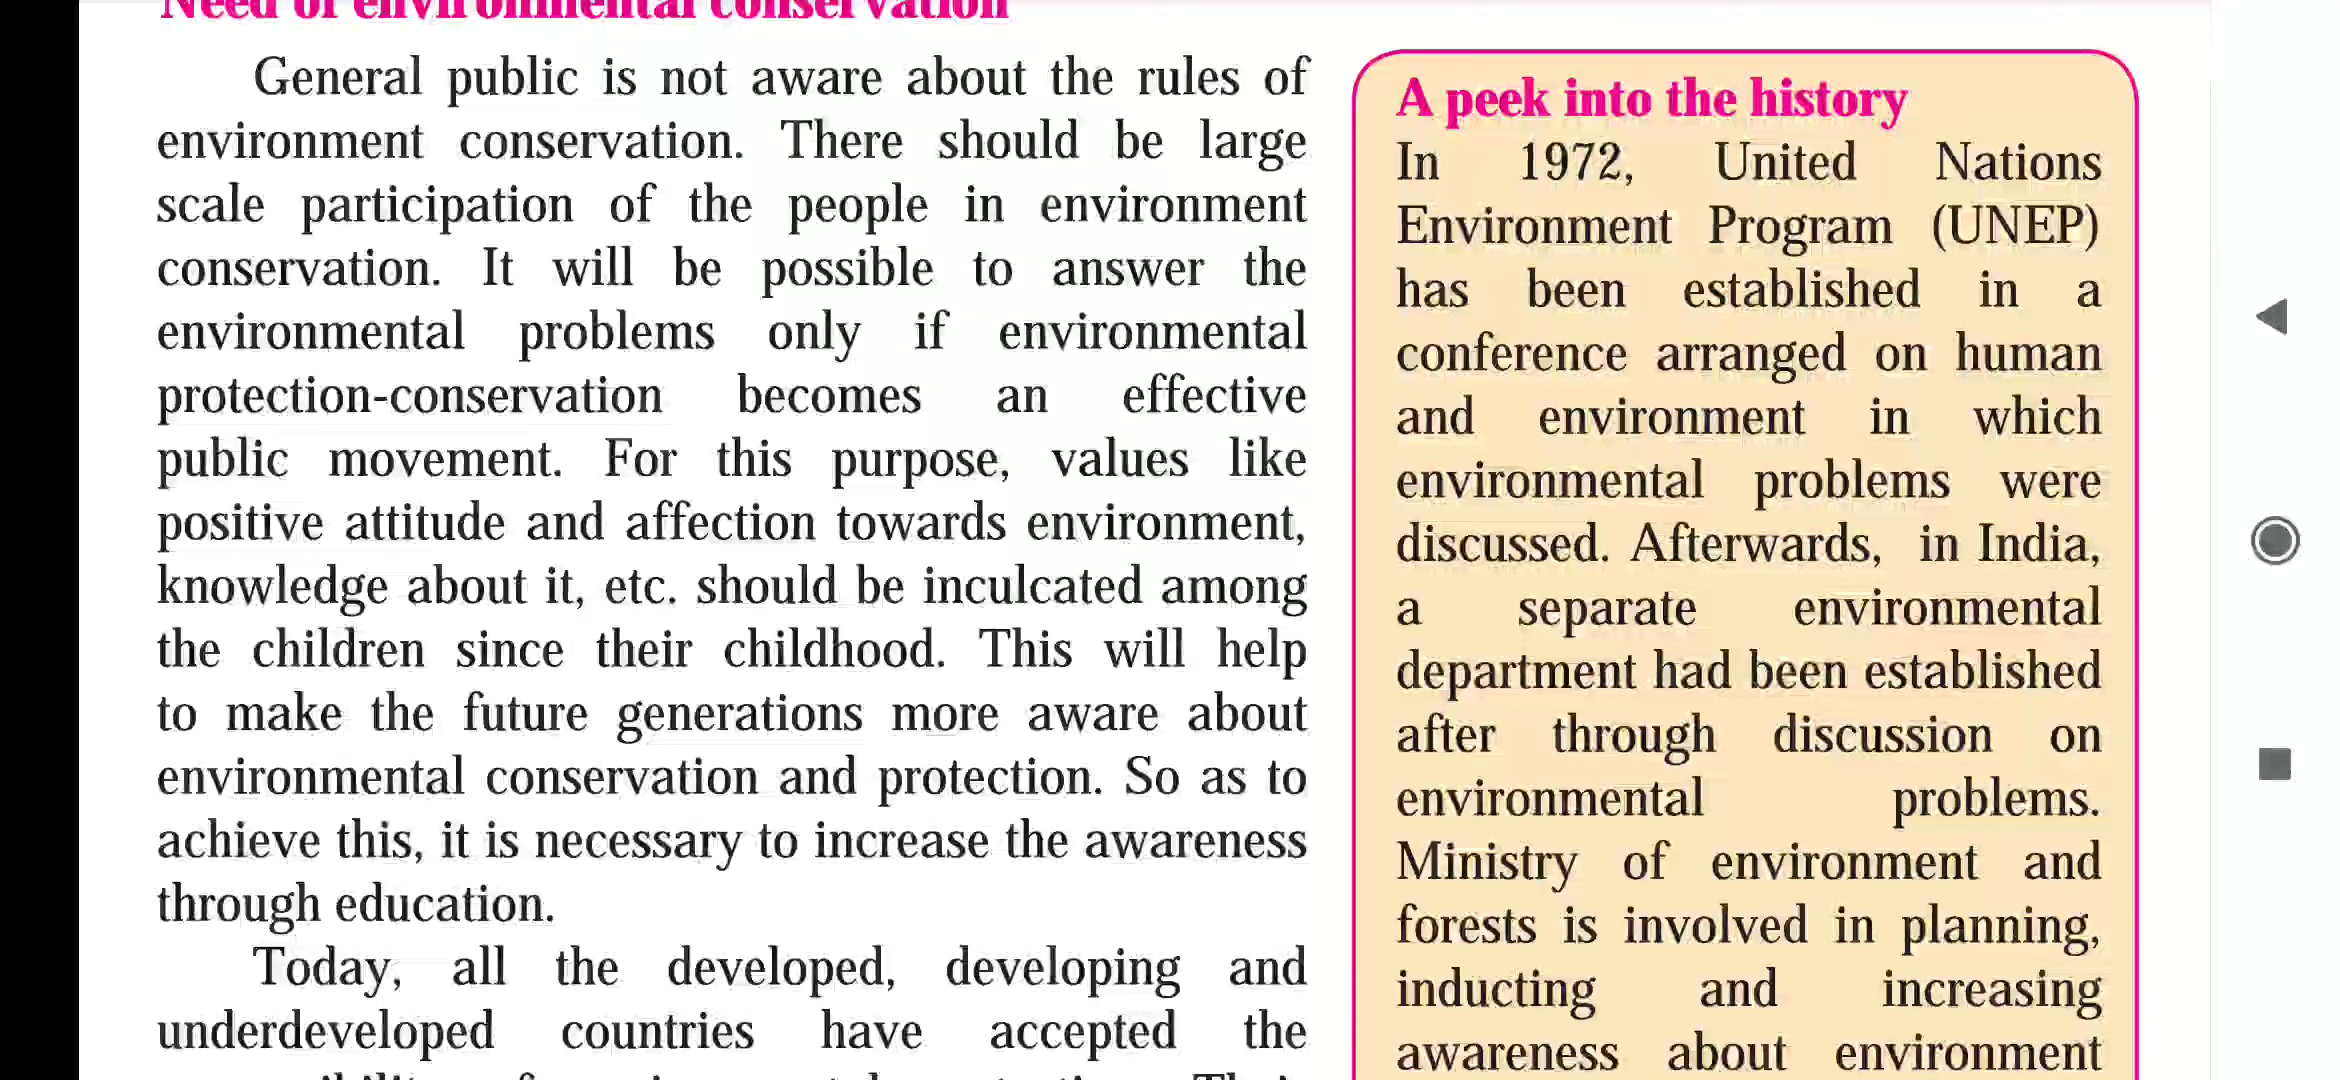 Need of environmental conservation
General public is not aware about the rules of
environment conservation. There should be large
scale participation of the people in environment
conservation. It will be possible to answer the
environmental problems only if environmental
protection-conservation becomes an effective
public movement. For this purpose, values like
positive attitude and affection towards environment,
knowledge about it, etc. should be inculcated among
the children since their childhood. This will help
to make the future generations more aware about
environmental conservation and protection. So as to
achieve this, it is necessary to increase the awareness
through education.
Today, all the developed, developing and
underdeveloped countries have accepted the
A peek into the history
In 1972, United Nations
Environment Program (UNEP)
has been established in a
conference arranged on human
and environment in which
environmental problems were
discussed. Afterwards, in India,
a separate environmental
department had been established
after through discussion on
environmental problems.
Ministry of environment and
forests is involved in planning,
inducting and increasing
awareness about environment